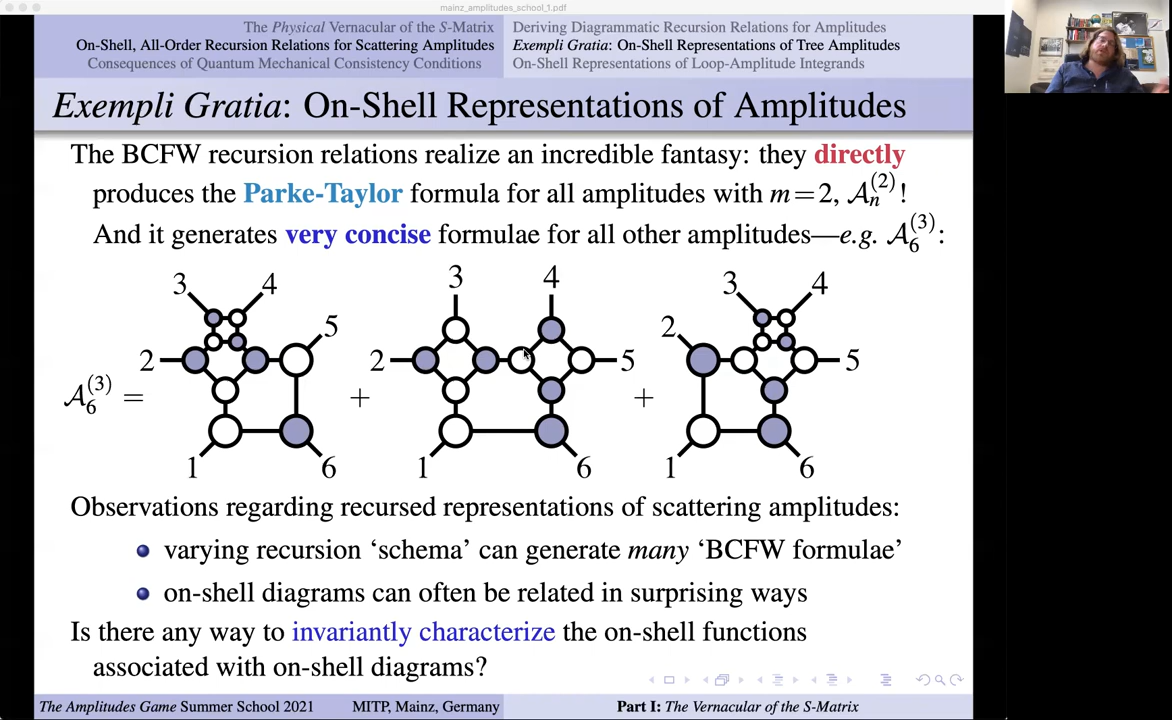 mainz_amplitudes_school_1.pdf
The Physical Vernacular of the S-Matrix
On-Shell, All-Order Recursion Relations for Scattering Amplitudes
Consequences of Quantum Mechanical Consistency Conditions
Deriving Diagrammatic Recursion Relations for Amplitudes
Exempli Gratia: On-Shell Representations of Tree Amplitudes
On-Shell Representations of Loop-Amplitude Integrands
Exempli Gratia: On-Shell Representations of Amplitudes
The BCFW recursion relations realize an incredible fantasy: they directly
produces the Parke-Taylor formula for all amplitudes with m=2, 𝒜_n^(2)!
And it generates very concise formulae for all other amplitudes—e.g. 𝒜_6^(3):
3 4 3 4 3 4
5 2
2 2 5 5
𝒜_6^(3) = + +
1 6 1 6 1 6
Observations regarding recursed representations of scattering amplitudes:
varying recursion ‘schema’ can generate many ‘BCFW formulae’
on-shell diagrams can often be related in surprising ways
Is there any way to invariantly characterize the on-shell functions
associated with on-shell diagrams?
The Amplitudes Game Summer School 2021 MITP, Mainz, Germany Part I: The Vernacular of the S-Matrix